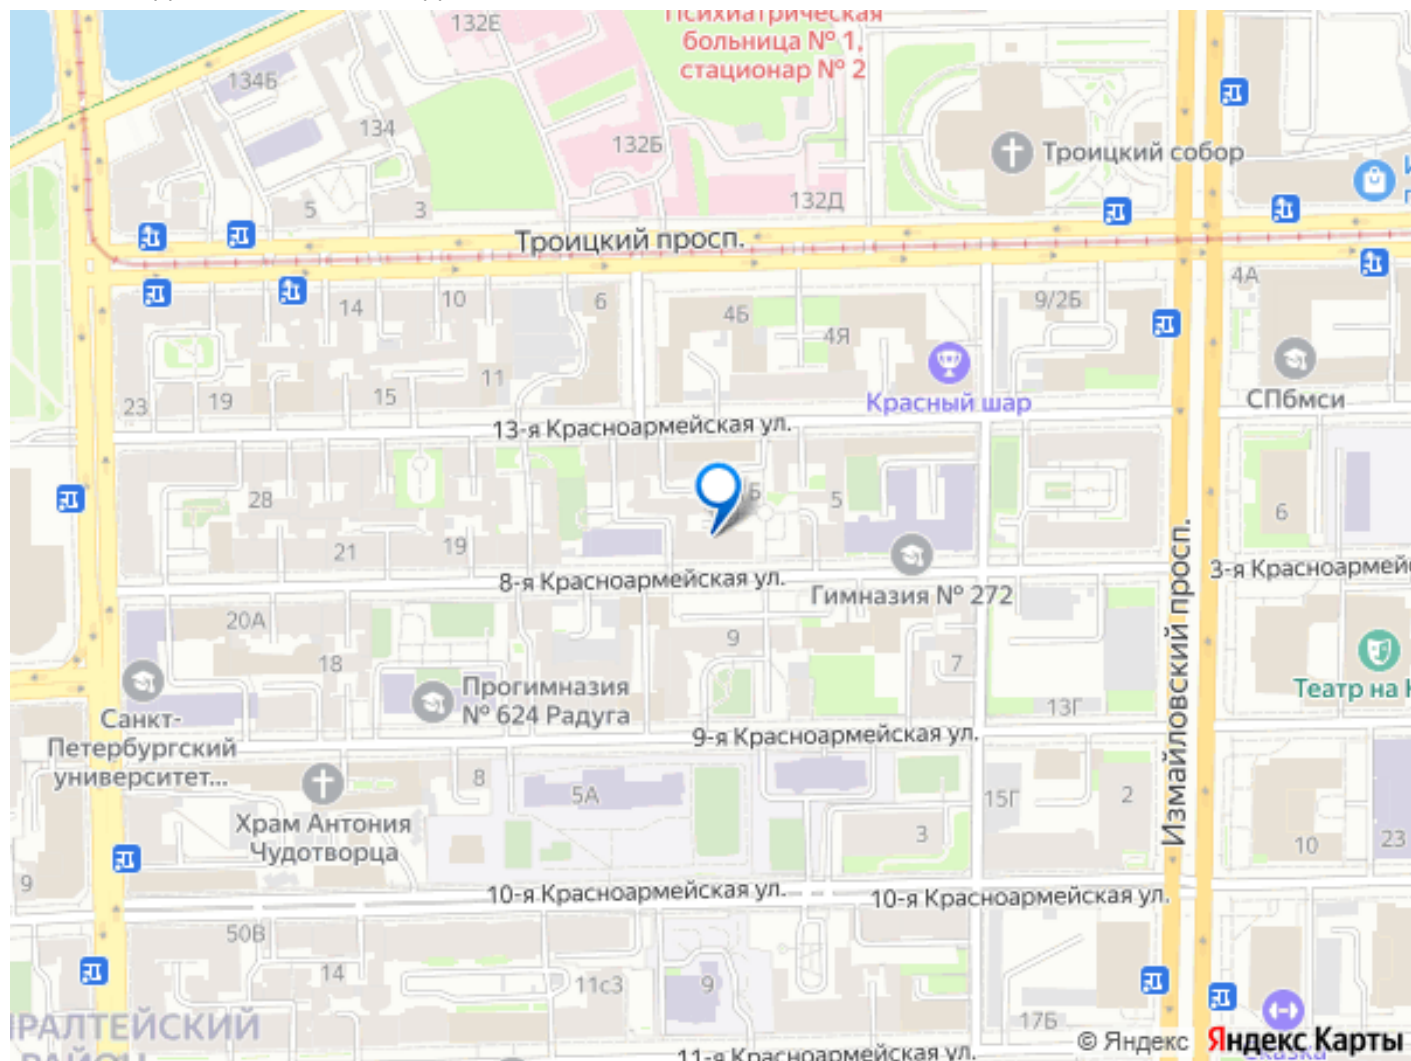 132Е
Психиатрическая
больница № 1,
стационар № 2
134Б
134
132Б
Троицкий собор
132Д
5
3
Троицкий просп.
4А
14
10
6
4Б
9/2Б
4Я
11
Красный шар
СПбмси
23
19
15
13-я Красноармейская ул.
28
5
6
21
19
8-я Красноармейская ул.
Гимназия № 272
3-я Красноармей
20А
18
9
7
Измайловский просп.
Прогимназия
№ 624 Радуга
Театр на
Санкт-
Петербургский
университет...
13Г
9-я Красноармейская ул.
8
5А
15Г
2
Храм Антония
Чудотворца
3
10
23
9
10-я Красноармейская ул.
10-я Красноармейская ул.
50В
14
11с3
9
17Б
РАЛТЕЙСКИЙ
РАЙОН
11-я Красноармейская ул.
Сказка
© Яндекс Яндекс Карты